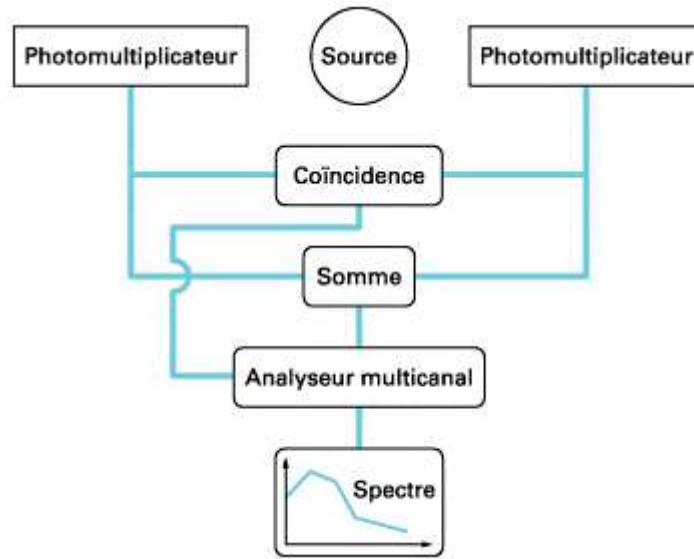 Photomultiplicateur
Source
Photomultiplicateur
Coïncidence
Somme
Analyseur multicanal
Spectre